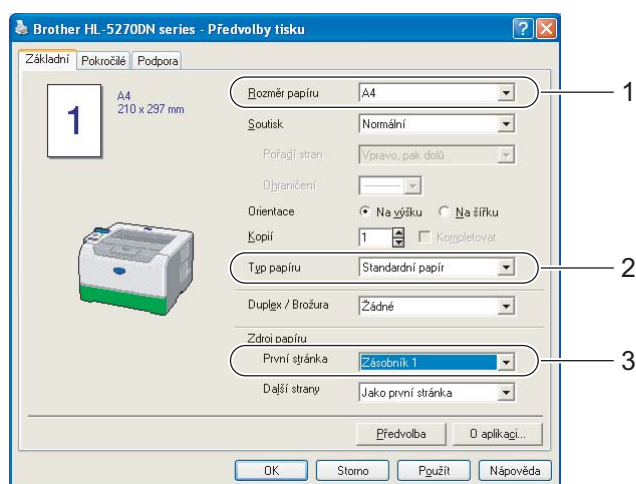 Brother HL-5270DN series - Předvolby tisku
Základní Pokročilé Podpora
1
A4
210 x 297 mm
Rozměr papíru A4 1
Soutisk Normální
Pořadí stran Vpravo, pak dolů
Ohraničení
Orientace Na výšku Na šířku
Kopií 1 Kompletovat
Typ papíru Standardní papír 2
Duplex / Brožura Žádné
Zdroj papíru
První stránka Zásobník 1 3
Další strany Jako první stránka
Předvolba O aplikaci...
OK Storno Použít Nápověda